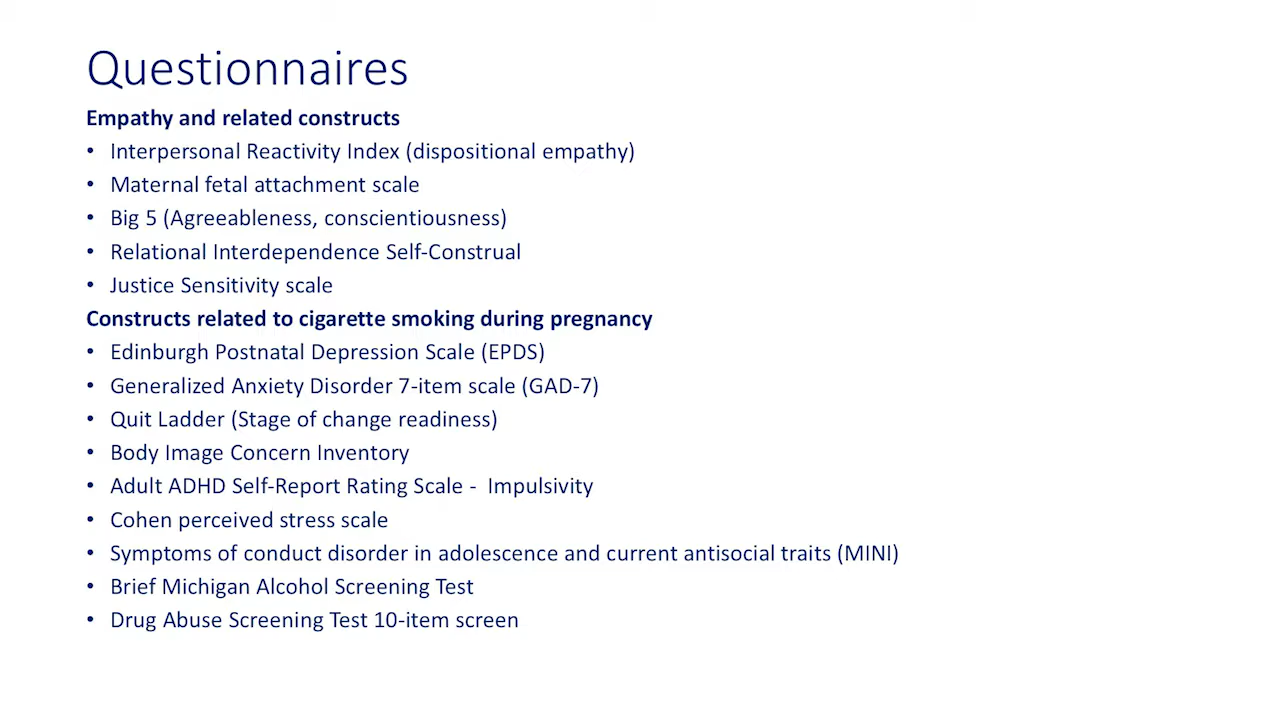 Questionnaires
Empathy and related constructs
• Interpersonal Reactivity Index (dispositional empathy)
• Maternal fetal attachment scale
• Big 5 (Agreeableness, conscientiousness)
• Relational Interdependence Self-Construal
• Justice Sensitivity scale
Constructs related to cigarette smoking during pregnancy
• Edinburgh Postnatal Depression Scale (EPDS)
• Generalized Anxiety Disorder 7-item scale (GAD-7)
• Quit Ladder (Stage of change readiness)
• Body Image Concern Inventory
• Adult ADHD Self-Report Rating Scale - Impulsivity
• Cohen perceived stress scale
• Symptoms of conduct disorder in adolescence and current antisocial traits (MINI)
• Brief Michigan Alcohol Screening Test
• Drug Abuse Screening Test 10-item screen